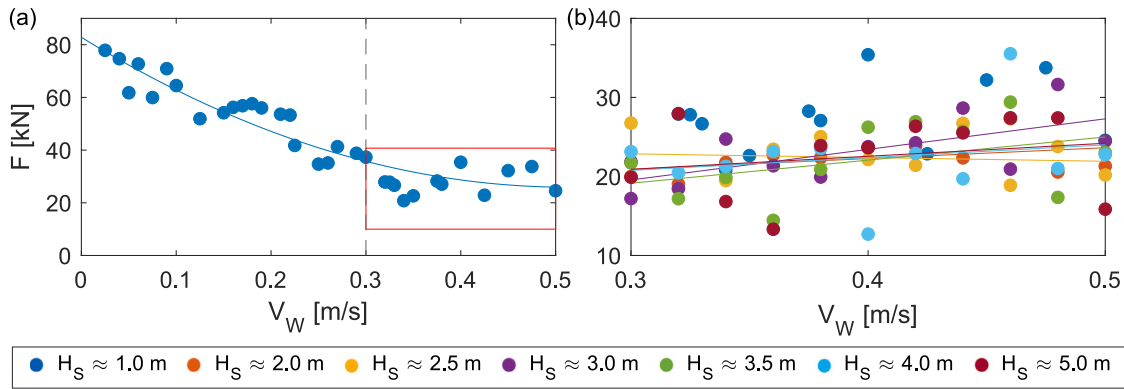 (a)
80
60
40
20
0
F [kN]
0 0.1 0.2 0.3 0.4 0.5
V_W [m/s]
(b)
40
30
20
10
0.3 0.4 0.5
V_W [m/s]
H_S ≈ 1.0 m H_S ≈ 2.0 m H_S ≈ 2.5 m H_S ≈ 3.0 m H_S ≈ 3.5 m H_S ≈ 4.0 m H_S ≈ 5.0 m